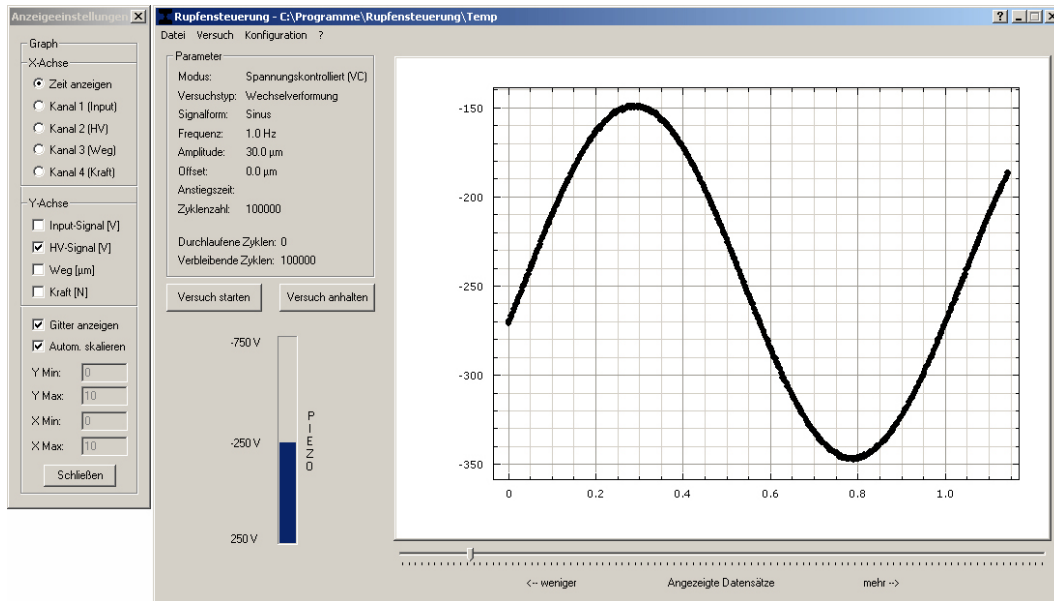 Anzeigeeinstellungen
Graph
X-Achse
Zeit anzeigen
Kanal 1 (Input)
Kanal 2 (HV)
Kanal 3 (Weg)
Kanal 4 (Kraft)
Y-Achse
Input-Signal [V]
HV-Signal [V]
Weg [µm]
Kraft [N]
Gitter anzeigen
Autom. skalieren
Y Min: 0
Y Max: 10
X Min: 0
X Max: 10
Schließen
Rupfensteuerung - C:\Programme\Rupfensteuerung\Temp
Datei Versuch Konfiguration ?
Parameter
Modus: Spannungskontrolliert (VC)
Versuchstyp: Wechselverformung
Signalform: Sinus
Frequenz: 1.0 Hz
Amplitude: 30.0 µm
Offset: 0.0 µm
Anstiegszeit:
Zyklenzahl: 100000
Durchlaufene Zyklen: 0
Verbleibende Zyklen: 100000
Versuch starten Versuch anhalten
-750 V
-250 V
250 V
PIEZO
-150
-200
-250
-300
-350
0 0.2 0.4 0.6 0.8 1.0
<-- weniger Angezeigte Datensätze mehr -->